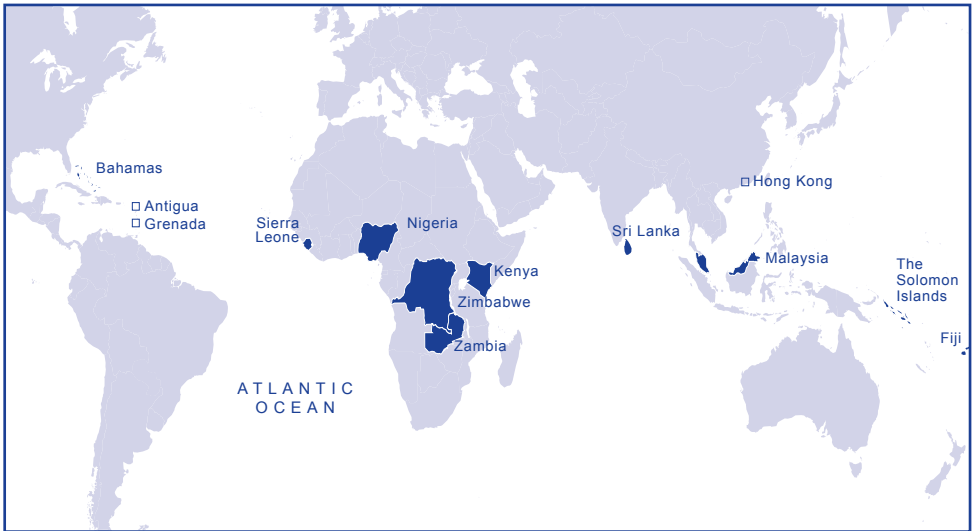 Bahamas
Antigua
Grenada
Sierra
Leone
Nigeria
Kenya
Zimbabwe
Zambia
ATLANTIC
OCEAN
Hong Kong
Sri Lanka
Malaysia
The
Solomon
Islands
Fiji